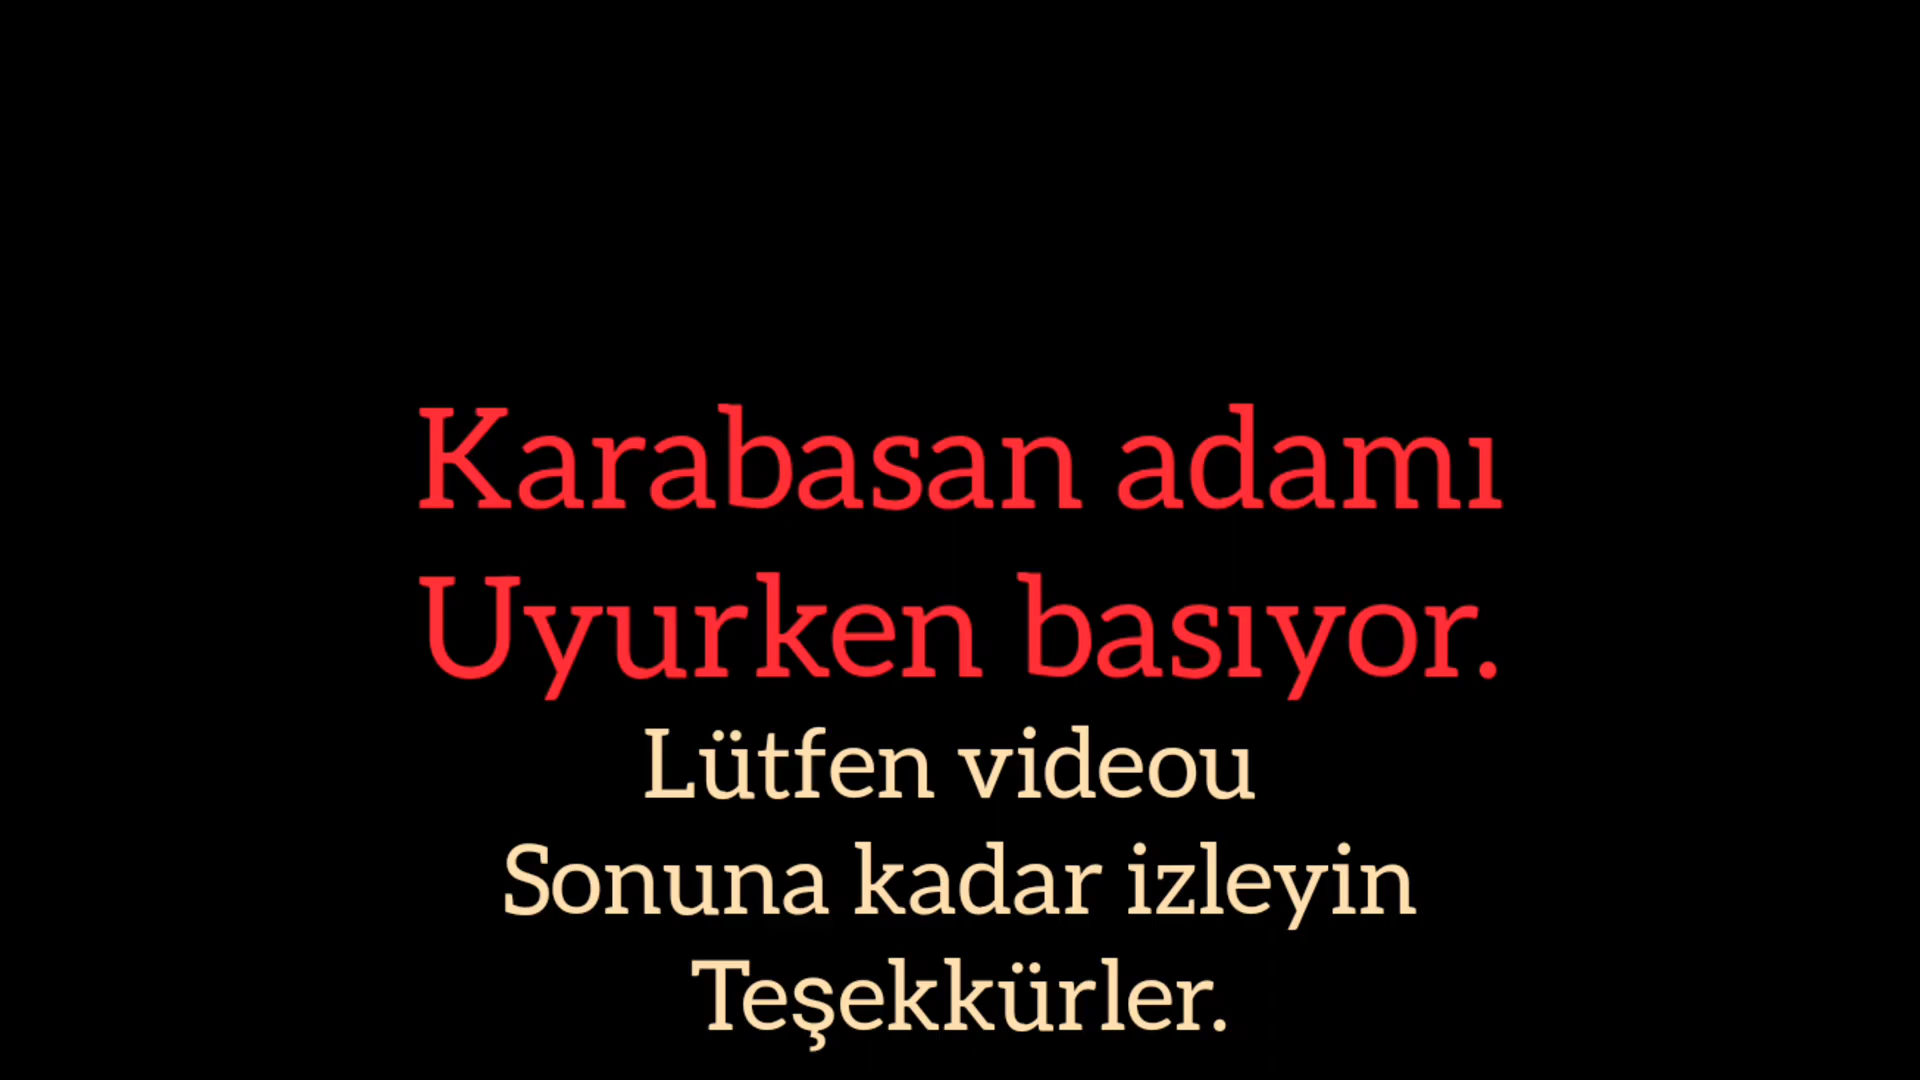 Karabasan adamı
Uyurken basıyor.
Lütfen videou
Sonuna kadar izleyin
Teşekkürler.